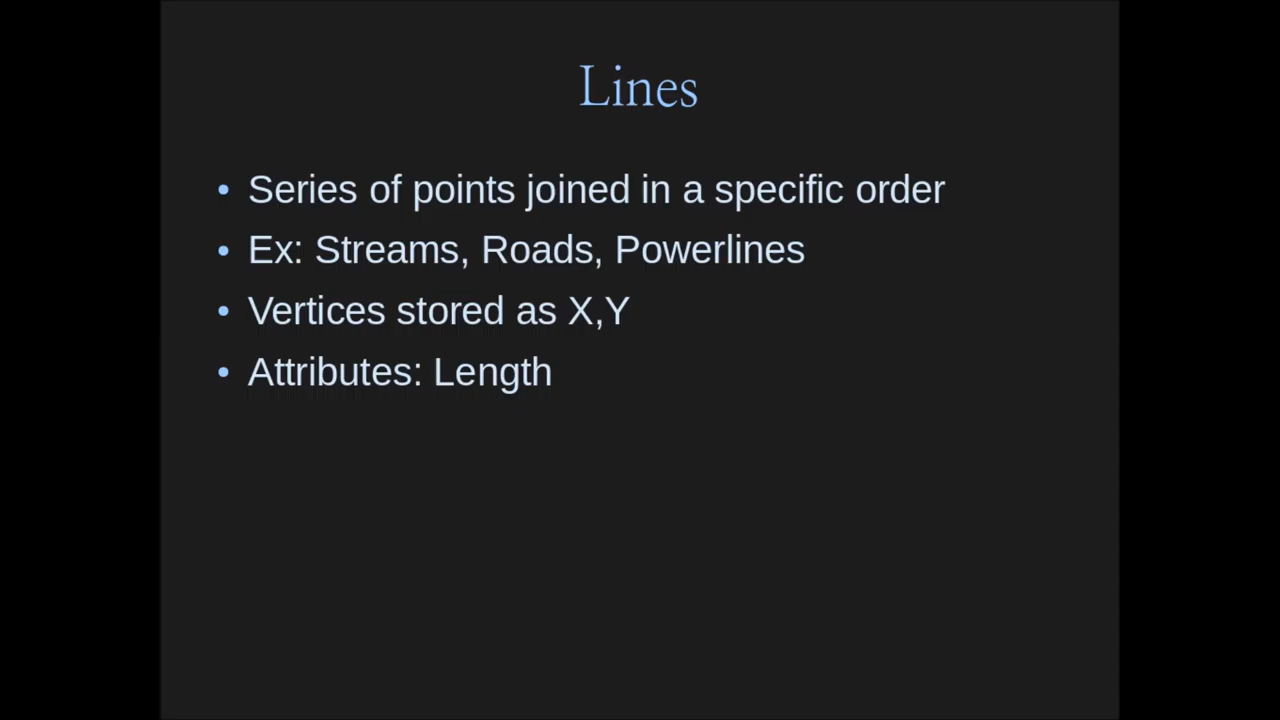 Lines
• Series of points joined in a specific order
• Ex: Streams, Roads, Powerlines
• Vertices stored as X,Y
• Attributes: Length